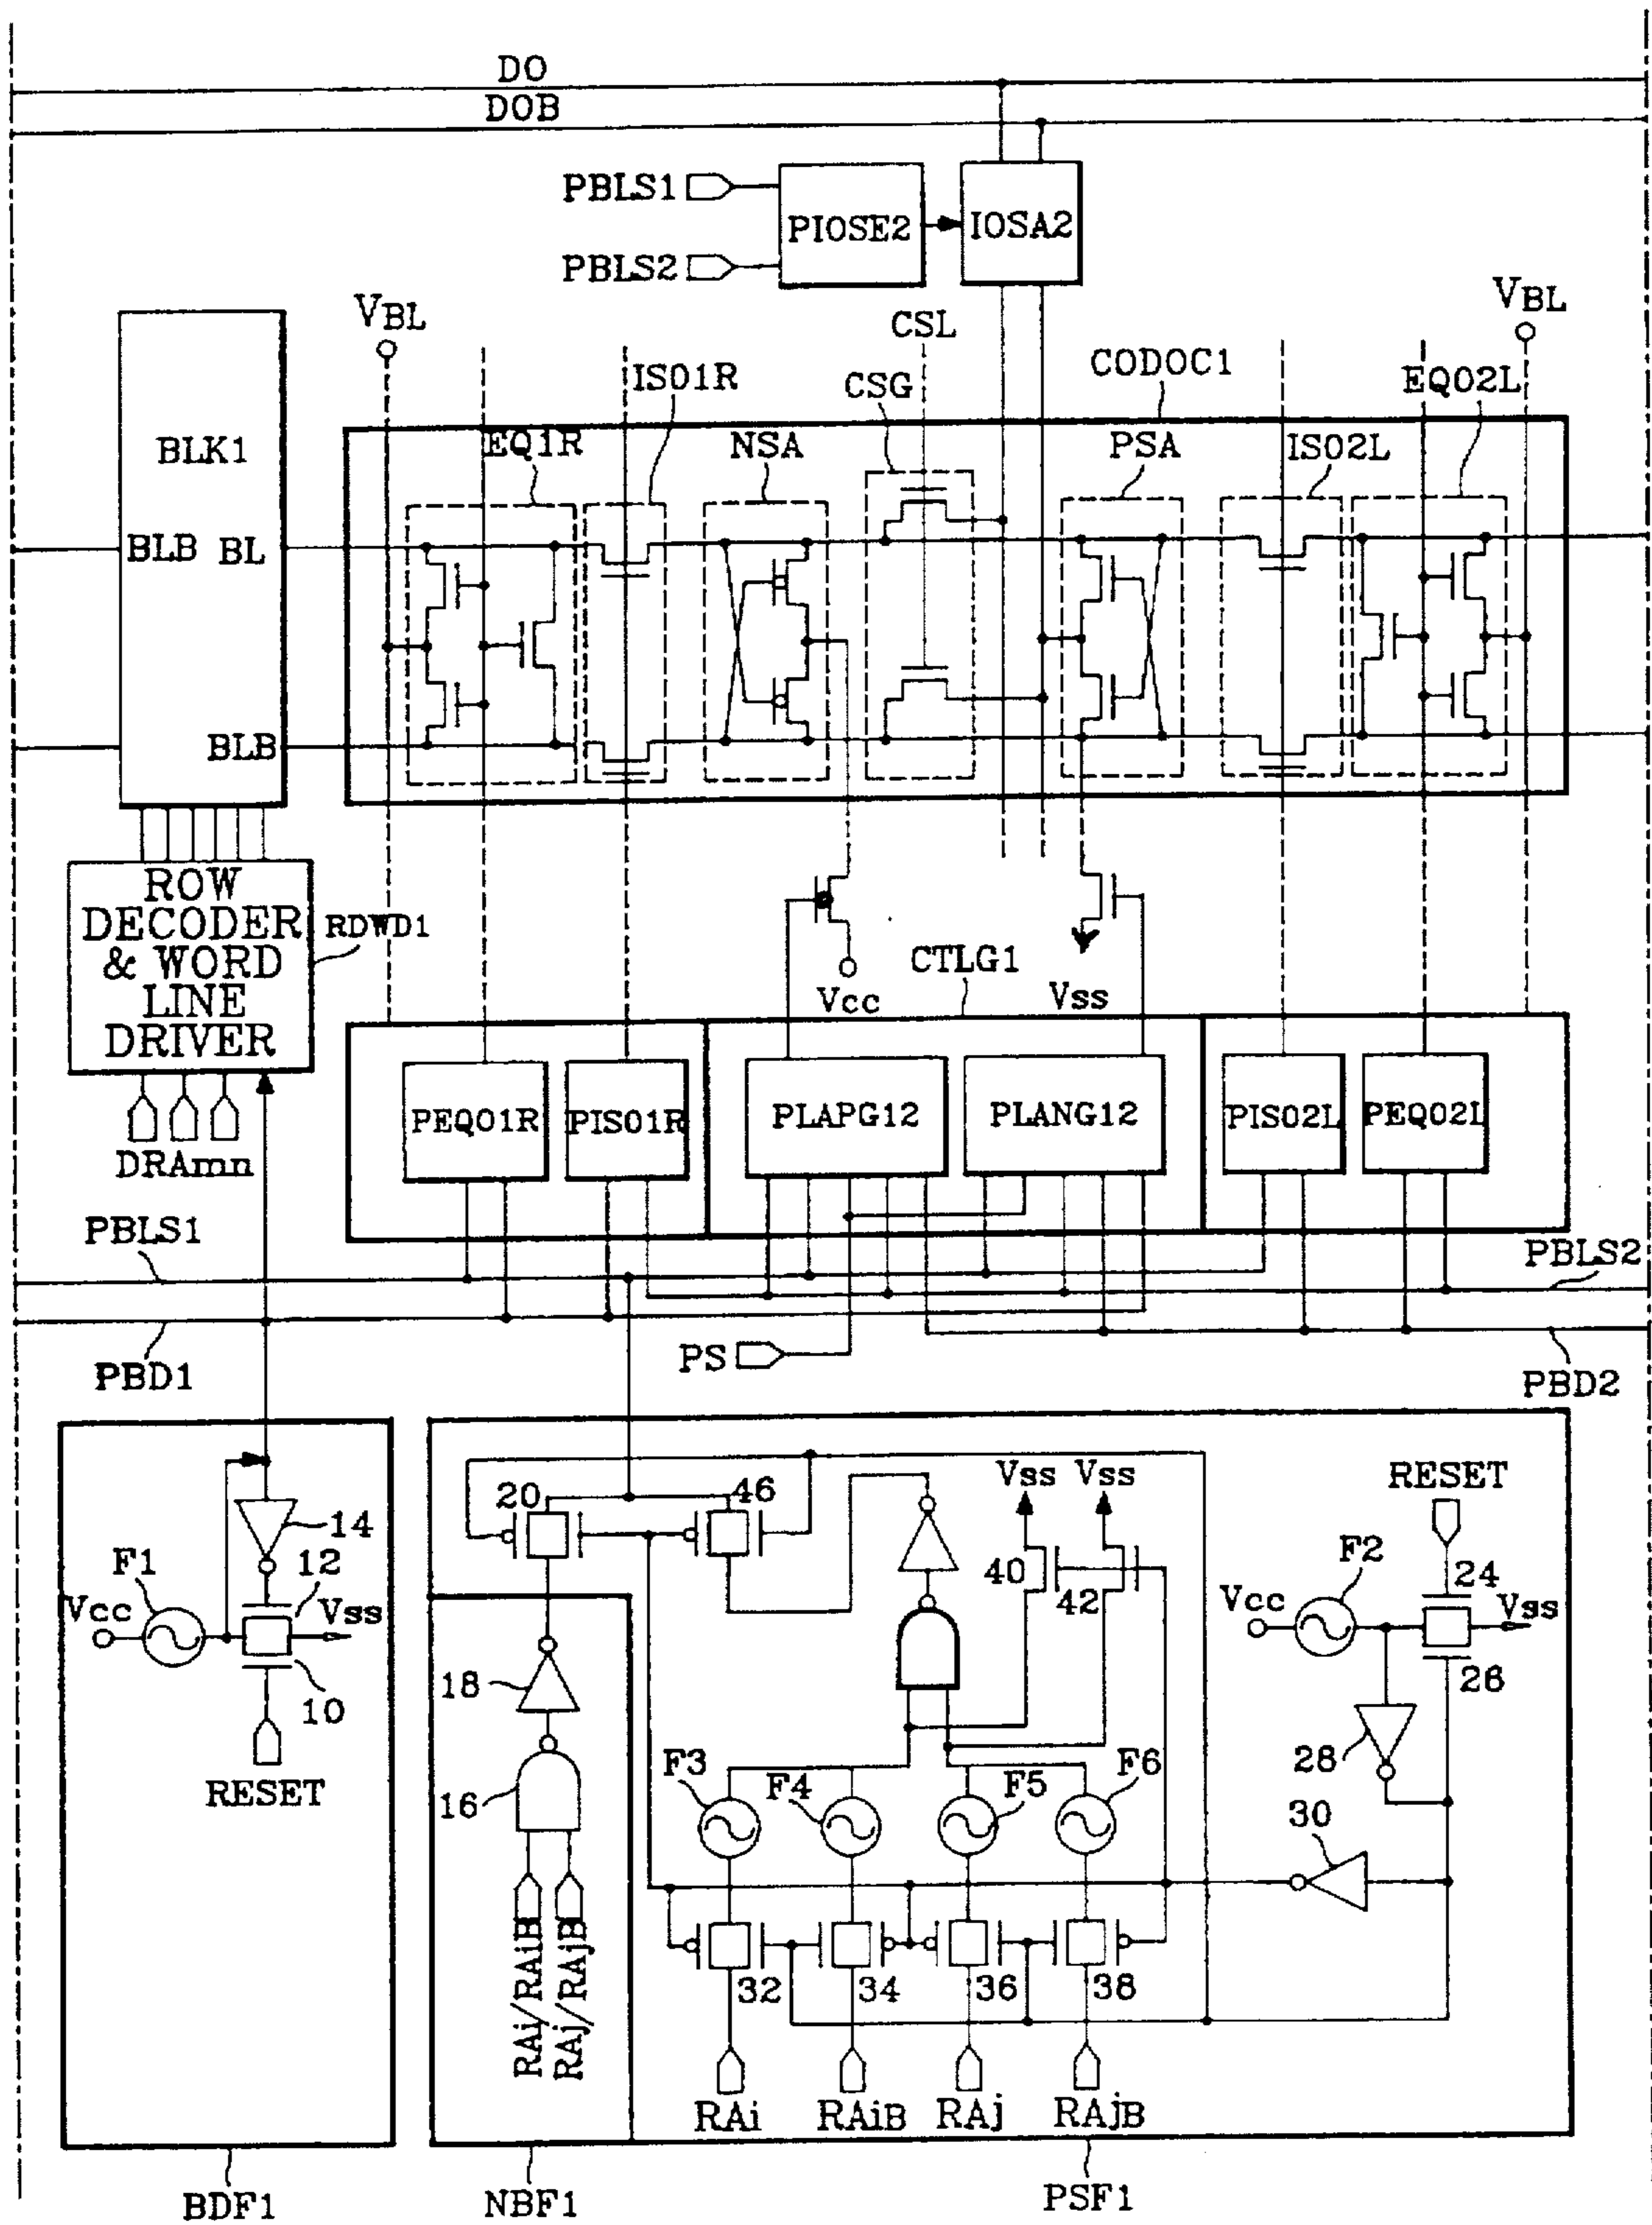 DO
DOB
PBLS1
PBLS2
PIOSE2
IOSA2
VBL
CSL
VBL
IS01R
CSG
CODOC1
EQ02L
BLK1
EQ1R
NSA
PSA
IS02L
BLB BL
BLB
ROW
DECODER
& WORD
LINE
DRIVER
RDWD1
Vcc
CTLG1
Vss
DRAmn
PEQ01R
PIS01R
PLAPG12
PLANG12
PIS02L
PEQ02L
PBLS1
PBLS2
PBD1
PS
PBD2
20
46
Vss
Vss
RESET
14
F1
12
Vcc
Vss
10
RESET
40
42
F2
24
Vcc
Vss
26
18
16
F3
F4
F5
F6
28
30
RAi/RAiB
RAj/RAjB
32
34
36
38
RAi
RAiB
RAj
RAjB
BDF1
NBF1
PSF1